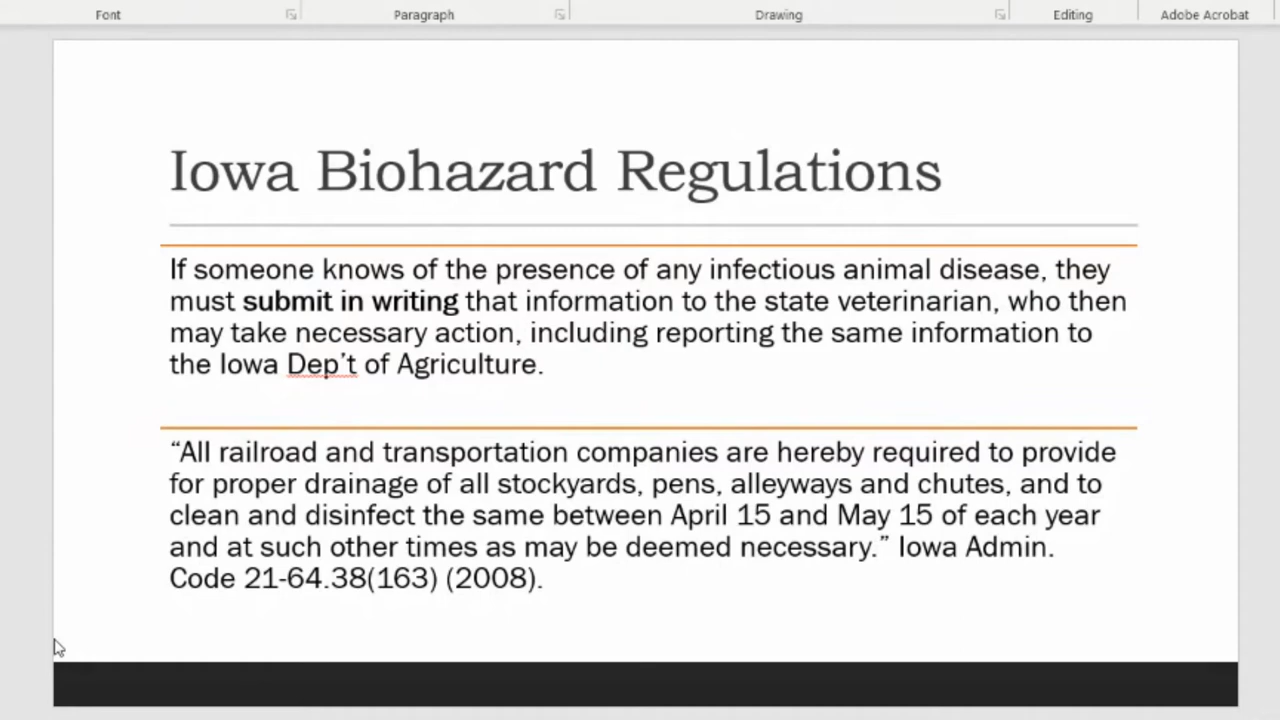 Font Paragraph Drawing Editing Adobe Acrobat
Iowa Biohazard Regulations
If someone knows of the presence of any infectious animal disease, they
must submit in writing that information to the state veterinarian, who then
may take necessary action, including reporting the same information to
the Iowa Dep’t of Agriculture.
“All railroad and transportation companies are hereby required to provide
for proper drainage of all stockyards, pens, alleyways and chutes, and to
clean and disinfect the same between April 15 and May 15 of each year
and at such other times as may be deemed necessary.” Iowa Admin.
Code 21-64.38(163) (2008).